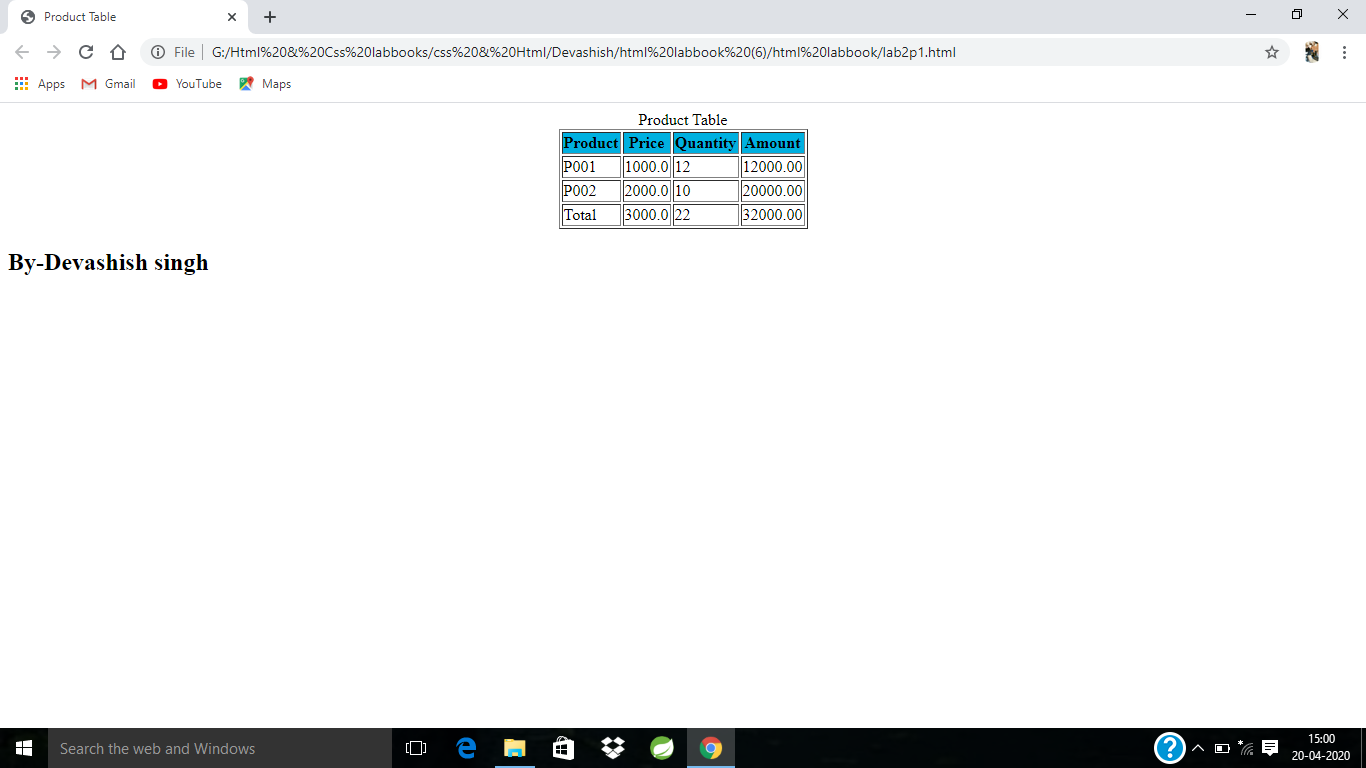 Product Table
File G:/Html%20&%20Css%20labbooks/css%20&%20Html/Devashish/html%20labbook%20(6)/html%20labbook/lab2p1.html
Apps Gmail YouTube Maps
Product Table
Product Price Quantity Amount
P001 1000.0 12 12000.00
P002 2000.0 10 20000.00
Total 3000.0 22 32000.00
By-Devashish singh
Search the web and Windows
15:00
20-04-2020